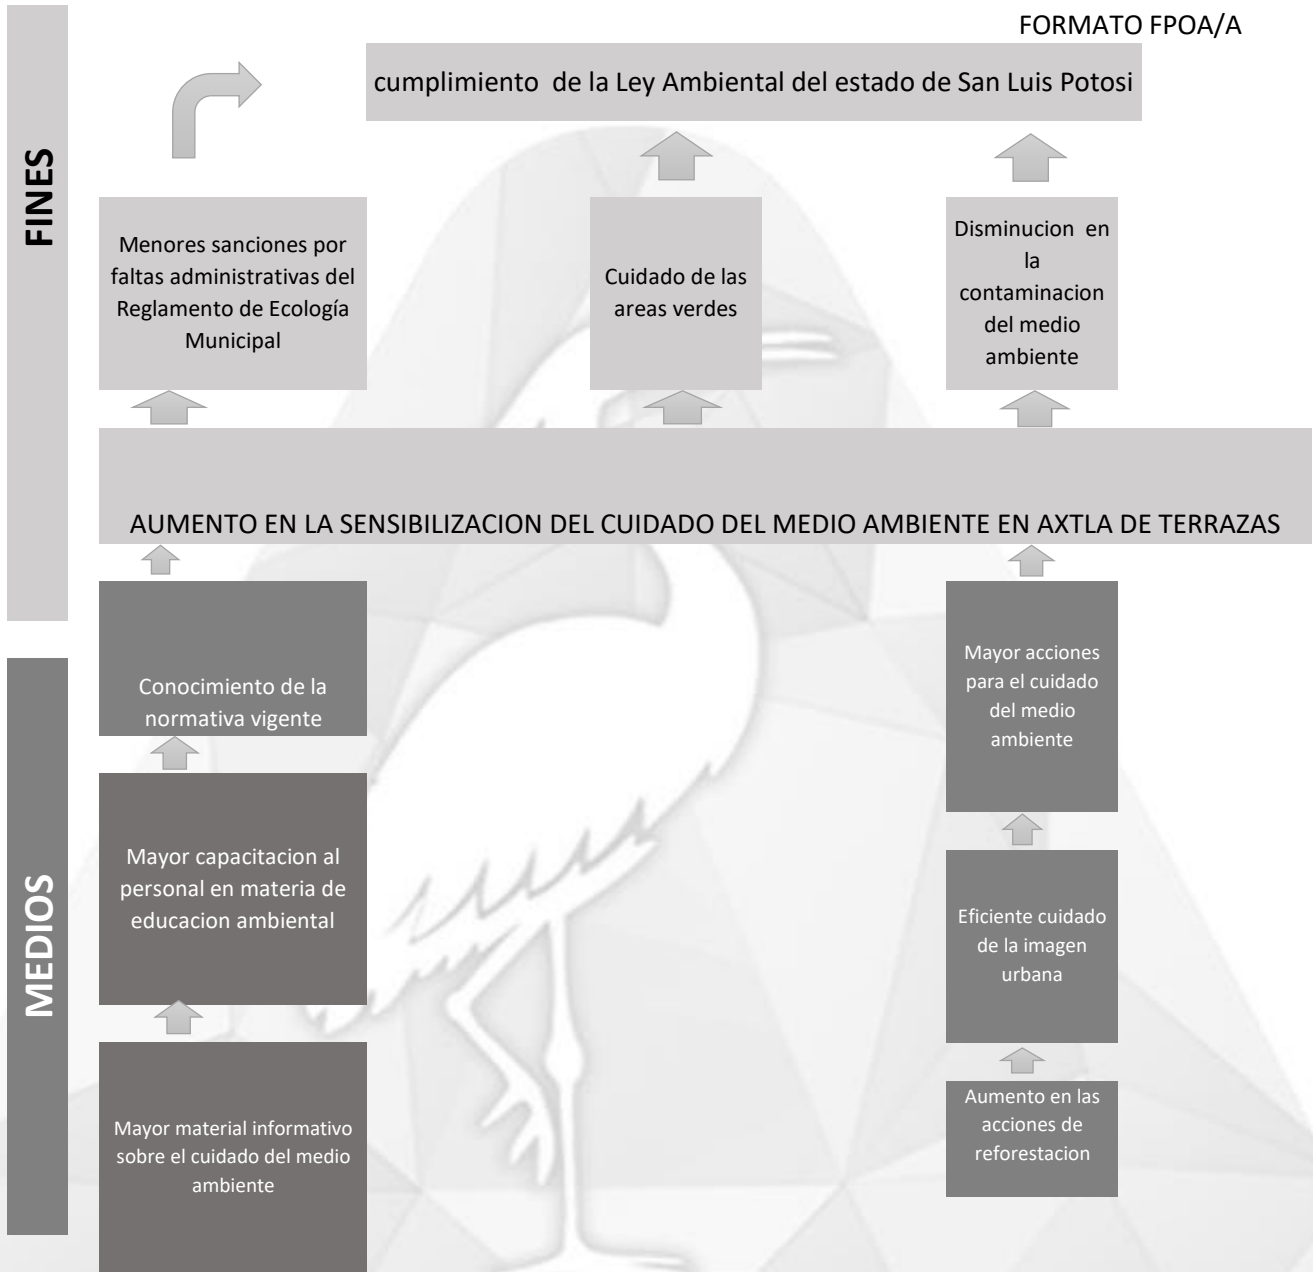 FORMATO FPOA/A
cumplimiento de la Ley Ambiental del estado de San Luis Potosi
FINES
Menores sanciones por
faltas administrativas del
Reglamento de Ecología
Municipal
Cuidado de las
areas verdes
Disminucion en
la
contaminacion
del medio
ambiente
AUMENTO EN LA SENSIBILIZACION DEL CUIDADO DEL MEDIO AMBIENTE EN AXTLA DE TERRAZAS
MEDIOS
Conocimiento de la
normativa vigente
Mayor capacitacion al
personal en materia de
educacion ambiental
Mayor material informativo
sobre el cuidado del medio
ambiente
Mayor acciones
para el cuidado
del medio
ambiente
Eficiente cuidado
de la imagen
urbana
Aumento en las
acciones de
reforestacion